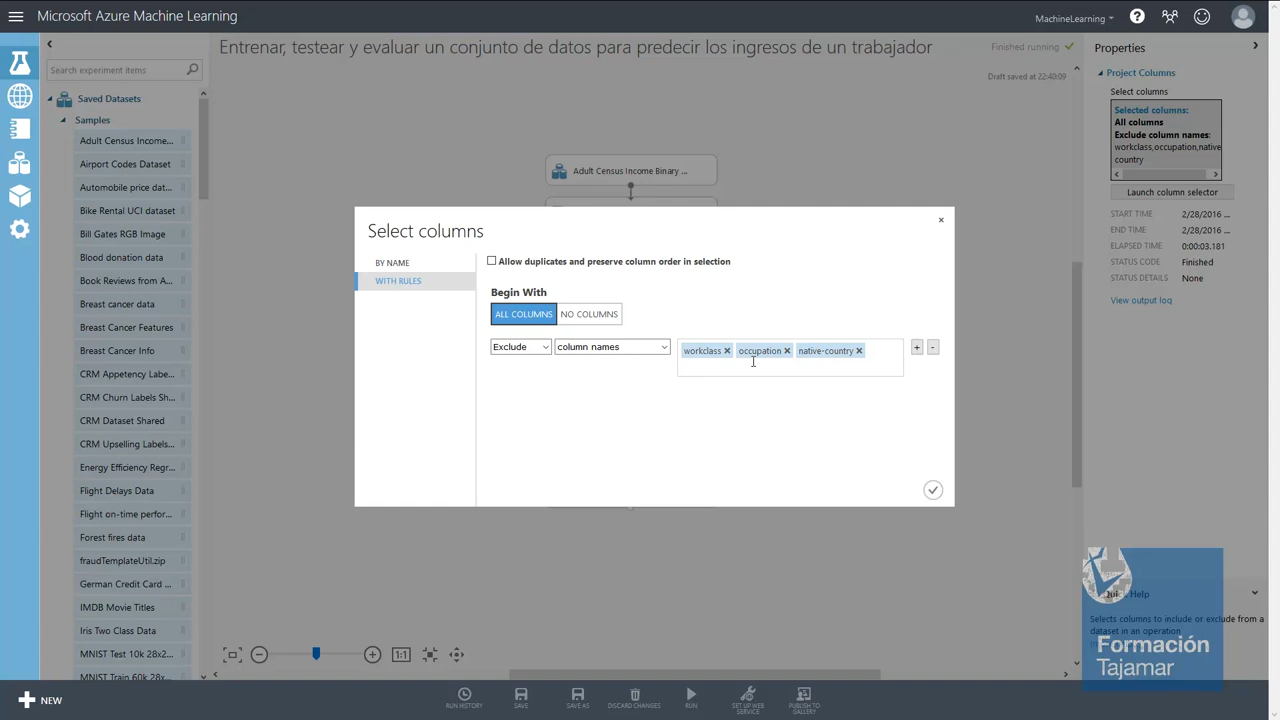 Microsoft Azure Machine Learning
MachineLearning
Entrenar, testear y evaluar un conjunto de datos para predecir los ingresos de un trabajador
Finished running
Draft saved at 22:40:09
Search experiment items
Saved Datasets
Samples
Adult Census Income...
Airport Codes Dataset
Automobile price dat...
Bike Rental UCI dataset
Bill Gates RGB Image
Blood donation data
Book Reviews from A...
Breast cancer data
Breast Cancer Features
Breast Cancer Info
CRM Appetency Label...
CRM Churn Labels Sh...
CRM Dataset Shared
CRM Upselling Labels...
Energy Efficiency Regr...
Flight Delays Data
Flight on-time perfor...
Forest fires data
fraudTemplateUtil.zip
German Credit Card ...
IMDB Movie Titles
Iris Two Class Data
MNIST Test 10k 28x2...
MNIST Train 60k 28x...
Adult Census Income Binary ...
Select columns
×
BY NAME
WITH RULES
Allow duplicates and preserve column order in selection
Begin With
ALL COLUMNS
NO COLUMNS
Exclude
column names
workclass ×
occupation ×
native-country ×
+
-
Properties
Project Columns
Select columns
Selected columns:
All columns
Exclude column names:
workclass,occupation,native
country
Launch column selector
START TIME 2/28/2016 ...
END TIME 2/28/2016 ...
ELAPSED TIME 0:00:03.181
STATUS CODE Finished
STATUS DETAILS None
View output log
Help
Selects columns to include or exclude from a
dataset in an operation
Formación
Tajamar
1:1
NEW
RUN HISTORY
SAVE
SAVE AS
DISCARD CHANGES
RUN
SET UP WEB
SERVICE
PUBLISH TO
GALLERY